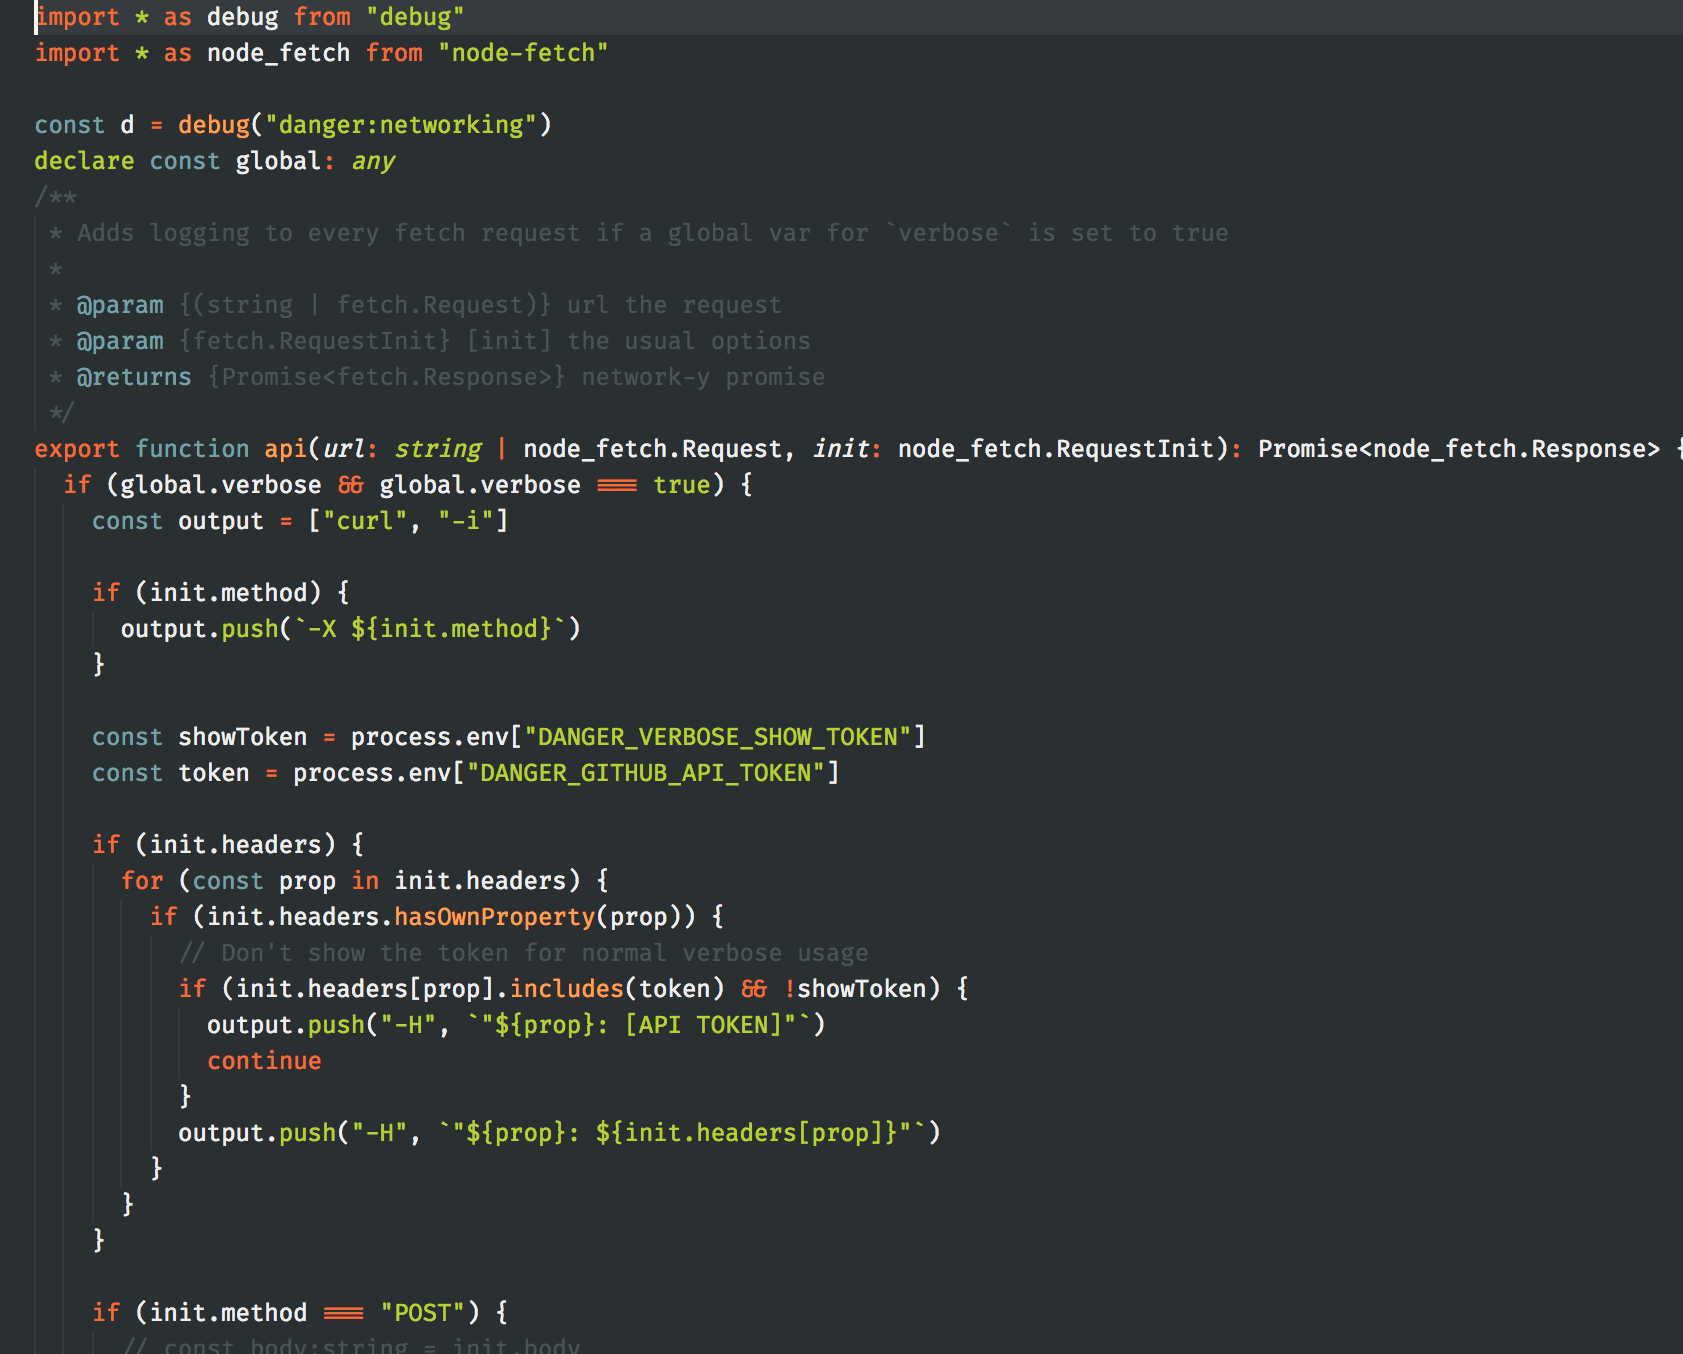 import * as debug from "debug"
import * as node_fetch from "node-fetch"
const d = debug("danger:networking")
declare const global: any
/**
* Adds logging to every fetch request if a global var for `verbose` is set to true
*
* @param {(string | fetch.Request)} url the request
* @param {fetch.RequestInit} [init] the usual options
* @returns {Promise<fetch.Response>} network-y promise
*/
export function api(url: string | node_fetch.Request, init: node_fetch.RequestInit): Promise<node_fetch.Response> {
if (global.verbose && global.verbose === true) {
const output = ["curl", "-i"]
if (init.method) {
output.push(`-X ${init.method}`)
}
const showToken = process.env["DANGER_VERBOSE_SHOW_TOKEN"]
const token = process.env["DANGER_GITHUB_API_TOKEN"]
if (init.headers) {
for (const prop in init.headers) {
if (init.headers.hasOwnProperty(prop)) {
// Don't show the token for normal verbose usage
if (init.headers[prop].includes(token) && !showToken) {
output.push("-H", `"${prop}: [API TOKEN]"`)
continue
}
output.push("-H", `"${prop}: ${init.headers[prop]}"`)
}
}
}
if (init.method === "POST") {
// const body:string = init.body